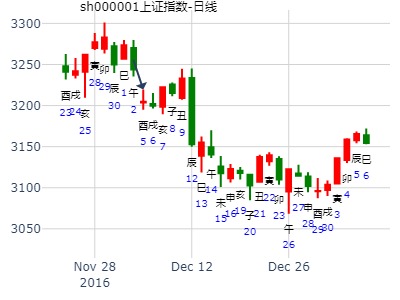 sh000001上证指数-日线
3300
3250
3200
3150
3100
3050
酉
23
戌
24
亥
25
寅
28
卯
29
辰
30
巳
1
午
2
酉
5
戌
6
亥
7
子
8
丑
9
辰
12
巳
13
午
14
未
15
申
16
亥
19
子
20
丑
21
寅
22
卯
23
午
26
未
27
申
28
酉
29
戌
30
寅
3
卯
4
辰
5
巳
6
Nov 28
2016
Dec 12
Dec 26